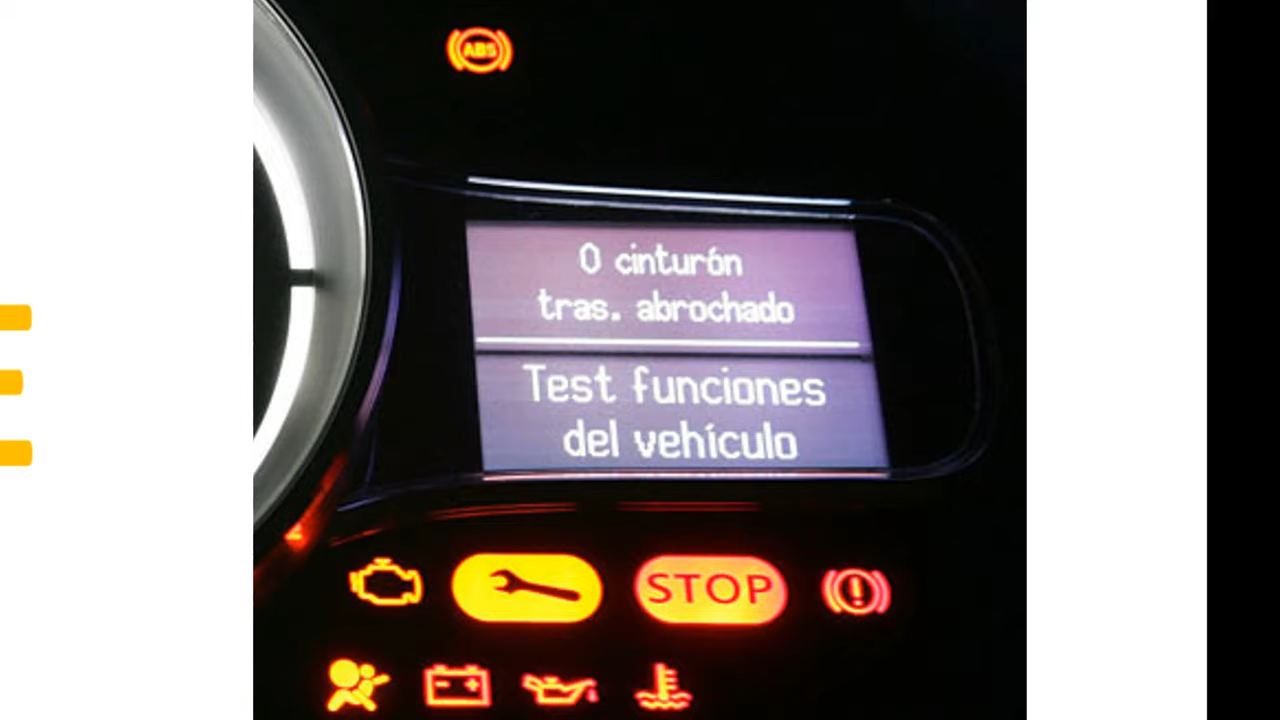 ABS
0 cinturón
tras. abrochado
Test funciones
del vehículo
STOP